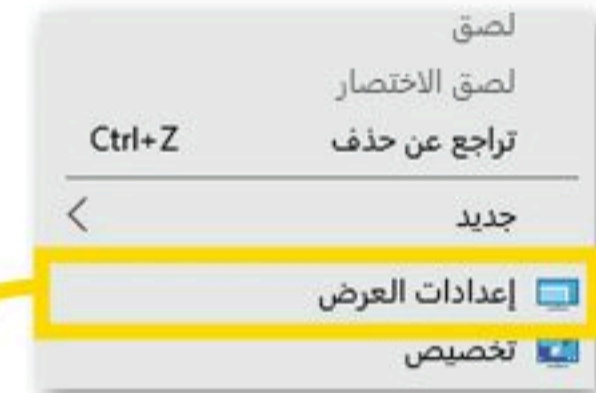 لصق
لصق الاختصار
تراجع عن حذف Ctrl+Z
جديد
إعدادات العرض
تخصيص